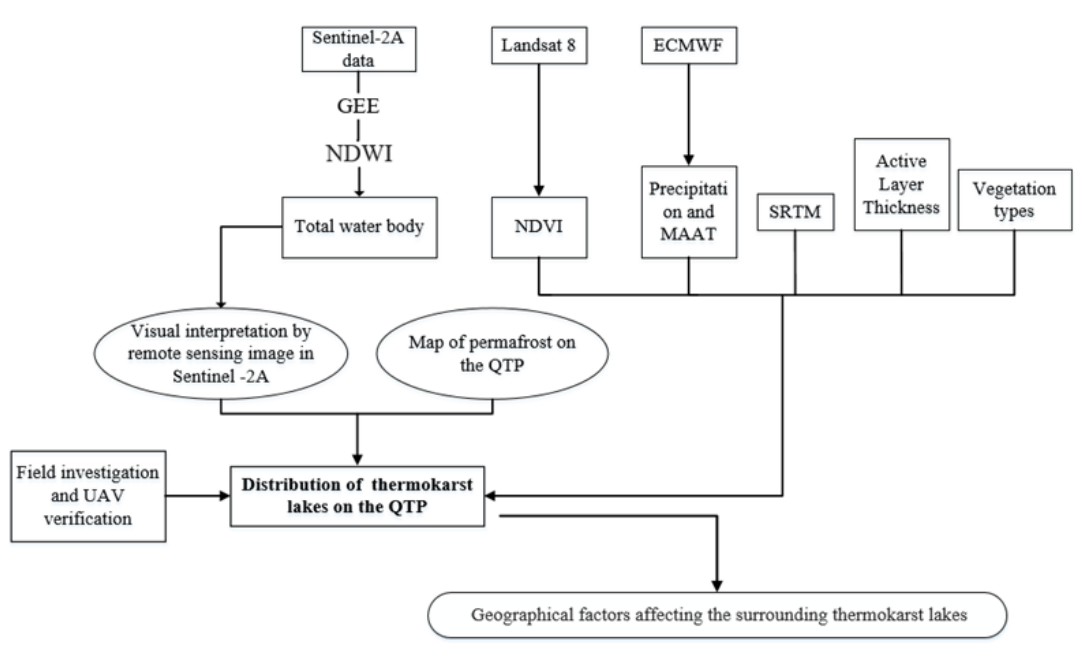 Sentinel-2A
data
Landsat 8
ECMWF
GEE
NDWI
Total water body
NDVI
Precipitati
on and
MAAT
SRTM
Active
Layer
Thickness
Vegetation
types
Visual interpretation by
remote sensing image in
Sentinel -2A
Map of permafrost on
the QTP
Field investigation
and UAV
verification
Distribution of thermokarst
lakes on the QTP
Geographical factors affecting the surrounding thermokarst lakes